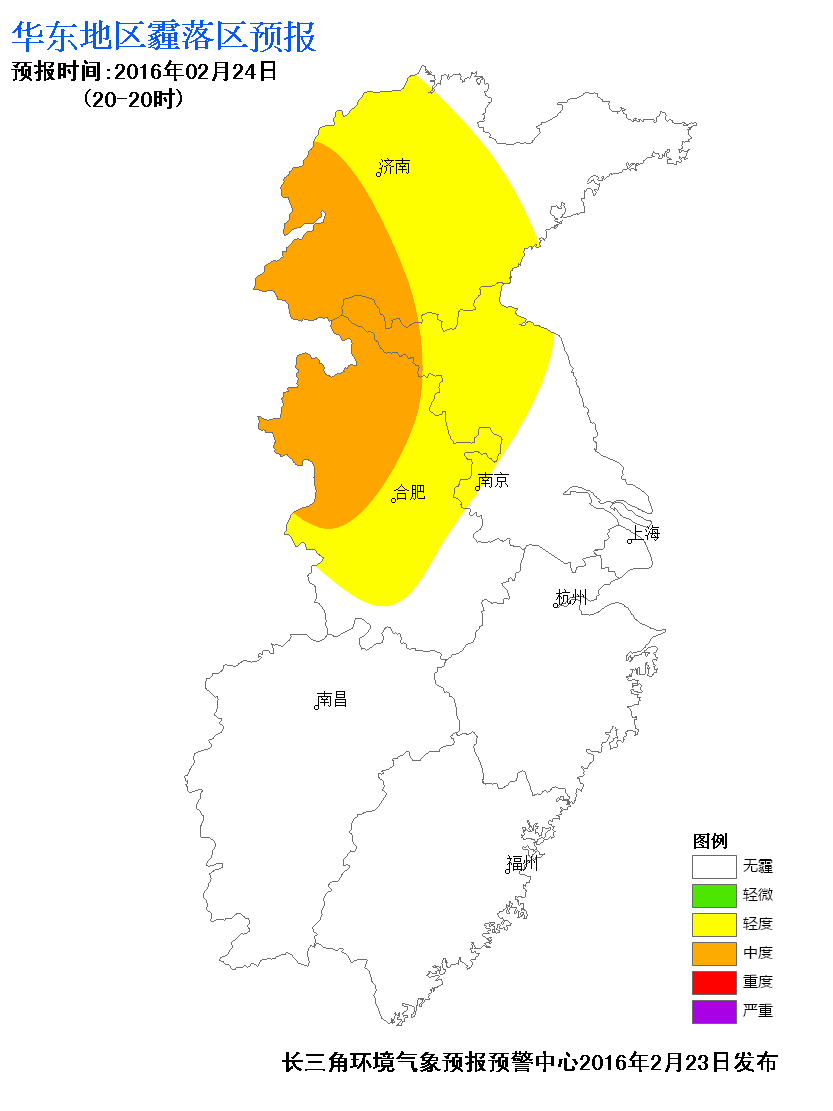 华东地区霾落区预报
预报时间:2016年02月24日
(20-20时)
济南
南京
合肥
上海
杭州
南昌
福州
图例
无霾
轻微
轻度
中度
重度
严重
长三角环境气象预报预警中心2016年2月23日发布